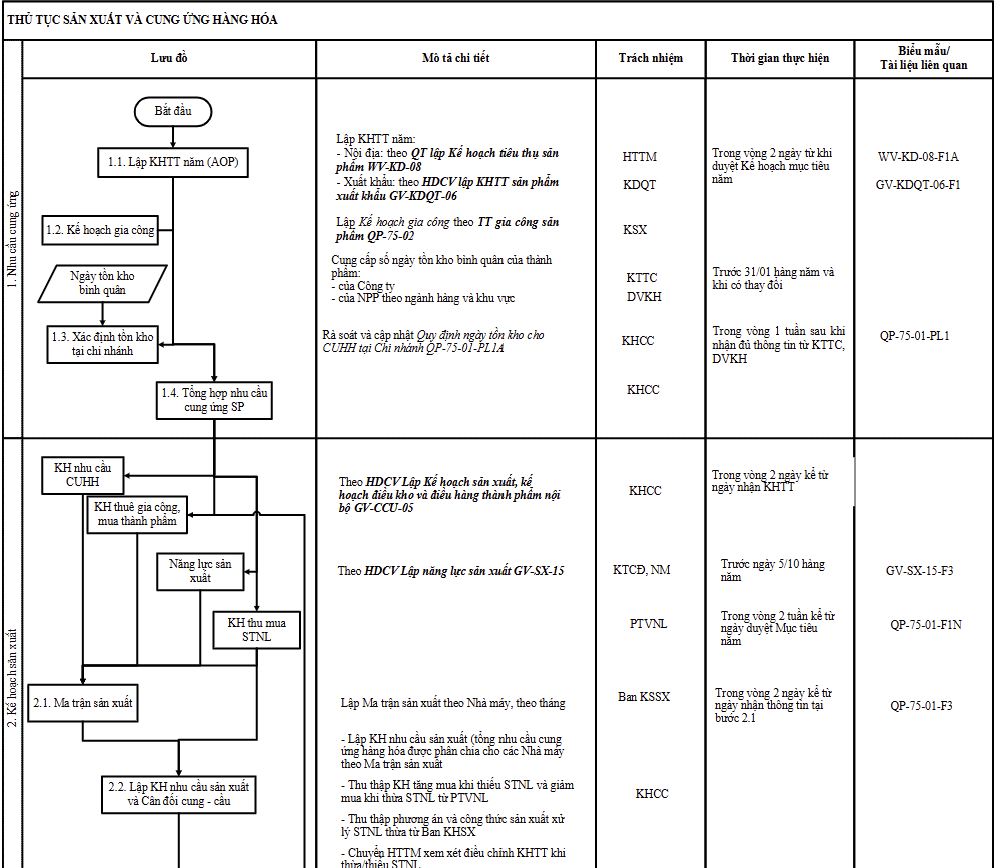 THỦ TỤC SẢN XUẤT VÀ CUNG ỨNG HÀNG HÓA
Lưu đồ
Mô tả chi tiết
Trách nhiệm
Thời gian thực hiện
Biểu mẫu/
Tài liệu liên quan
1. Nhu cầu cung ứng
Bắt đầu
1.1. Lập KHTT năm (AOP)
Lập KHTT năm:
- Nội địa: theo QT lập Kế hoạch tiêu thụ sản
phẩm WV-KD-08
- Xuất khẩu: theo HDCV lập KHTT sản phẩm
xuất khẩu GV-KDQT-06
HTTM
KDQT
Trong vòng 2 ngày từ khi
duyệt Kế hoạch mục tiêu
năm
WV-KD-08-F1A
GV-KDQT-06-F1
1.2. Kế hoạch gia công
Lập Kế hoạch gia công theo TT gia công sản
phẩm QP-75-02
KSX
Ngày tồn kho
bình quân
Cung cấp số ngày tồn kho bình quân của thành
phẩm:
- của Công ty
- của NPP theo ngành hàng và khu vực
KTTC
DVKH
Trước 31/01 hàng năm và
khi có thay đổi
1.3. Xác định tồn kho
tại chi nhánh
Rà soát và cập nhật Quy định ngày tồn kho cho
CUHH tại Chi nhánh QP-75-01-PL1A
KHCC
Trong vòng 1 tuần sau khi
nhận đủ thông tin từ KTTC,
DVKH
QP-75-01-PL1
1.4. Tổng hợp nhu cầu
cung ứng SP
KHCC
2. Kế hoạch sản xuất
KH nhu cầu
CUHH
KH thuê gia công,
mua thành phẩm
Theo HDCV Lập Kế hoạch sản xuất, kế
hoạch điều kho và điều hàng thành phẩm nội
bộ GV-CCU-05
KHCC
Trong vòng 2 ngày kể từ
ngày nhận KHTT
Năng lực sản
xuất
Theo HDCV Lập năng lực sản xuất GV-SX-15
KTCĐ, NM
Trước ngày 5/10 hàng
năm
GV-SX-15-F3
KH thu mua
STNL
PTVNL
Trong vòng 2 tuần kể từ
ngày duyệt Mục tiêu
năm
QP-75-01-F1N
2.1. Ma trận sản xuất
Lập Ma trận sản xuất theo Nhà máy, theo tháng
Ban KSSX
Trong vòng 2 ngày kể từ
ngày nhận thông tin tại
bước 2.1
QP-75-01-F3
2.2. Lập KH nhu cầu sản xuất
và Cân đối cung - cầu
- Lập KH nhu cầu sản xuất (tổng nhu cầu cung
ứng hàng hóa được phân chia cho các Nhà máy
theo Ma trận sản xuất
- Thu thập KH tăng mua khi thiếu STNL và giảm
mua khi thừa STNL từ PTVNL
- Thu thập phương án và công thức sản xuất xử
lý STNL thừa từ Ban KHSX
- Chuyển HTTM xem xét điều chỉnh KHTT khi
thừa/thiếu STNL
KHCC